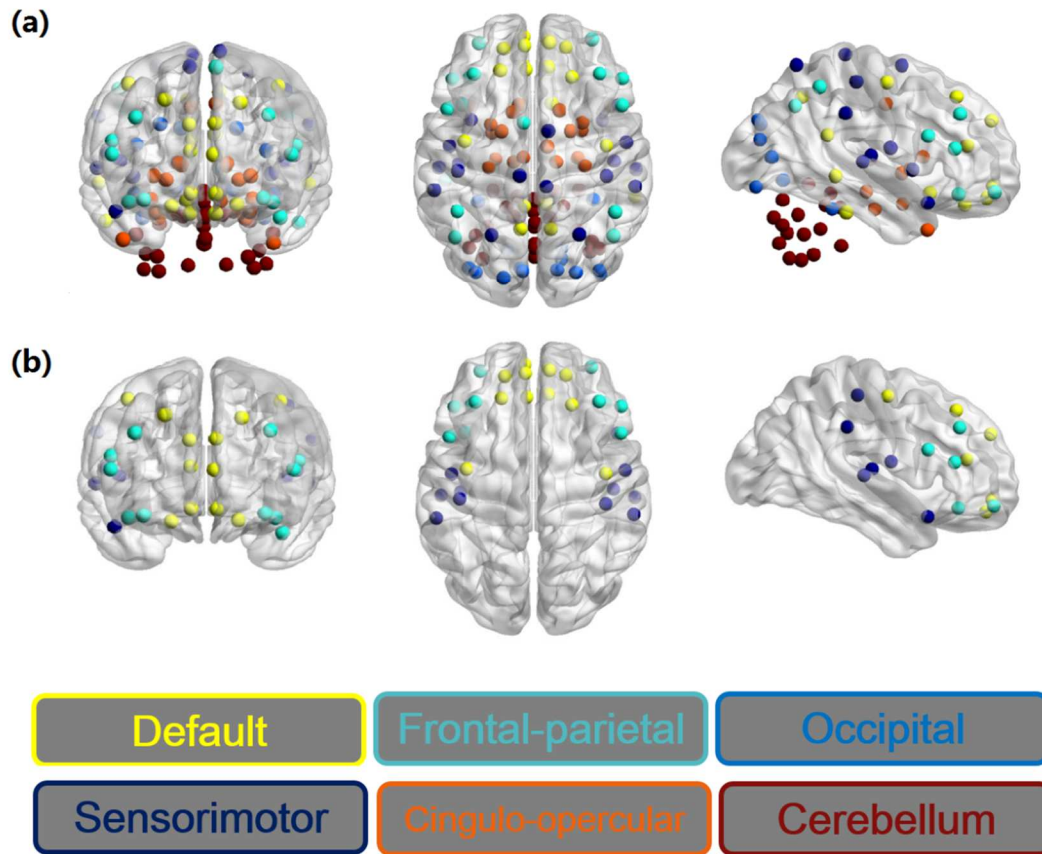 (a)
(b)
Default
Frontal-parietal
Occipital
Sensorimotor
Cingulo-opercular
Cerebellum